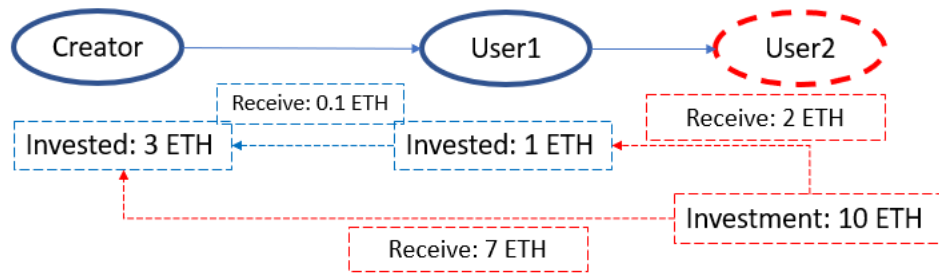 Creator
User1
User2
Receive: 0.1 ETH
Receive: 2 ETH
Invested: 3 ETH
Invested: 1 ETH
Investment: 10 ETH
Receive: 7 ETH